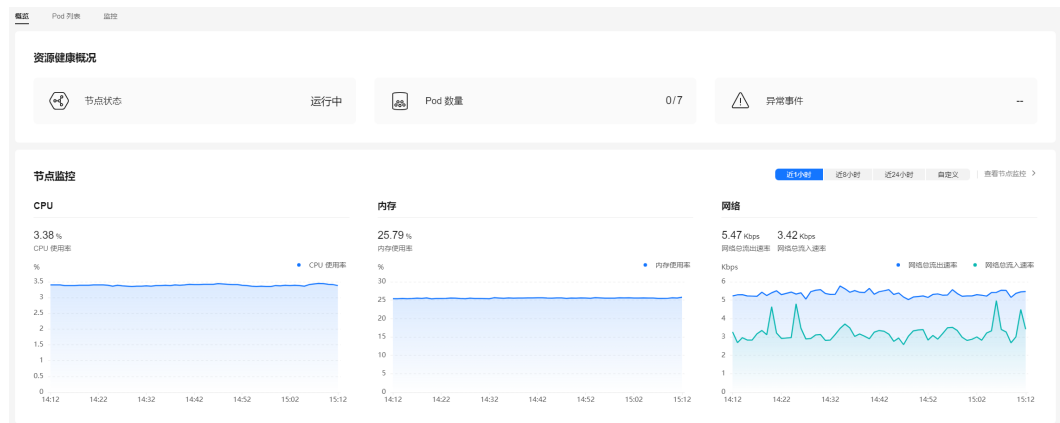 概览 Pod 列表 监控
资源健康概况
节点状态 运行中 Pod 数量 0/7 异常事件 --
节点监控 近1小时 近8小时 近24小时 自定义 查看节点监控
CPU 内存 网络
3.38 % 25.79 % 5.47 Kbps 3.42 Kbps
CPU 使用率 内存使用率 网络总流出速率 网络总流入速率
% CPU 使用率 % 内存使用率 Kbps 网络总流出速率 网络总流入速率
3.5 30 6
3 25 5
2.5 20 4
2 15 3
1.5 10 2
1 5 1
0.5
0 0 0
14:12 14:22 14:32 14:42 14:52 15:02 15:12 14:12 14:22 14:32 14:42 14:52 15:02 15:12 14:12 14:22 14:32 14:42 14:52 15:02 15:12